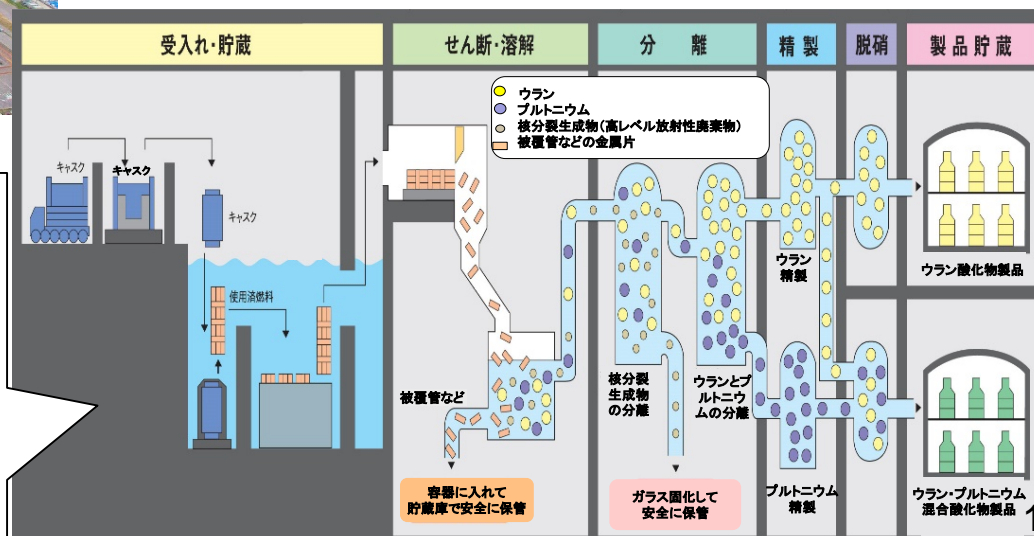 受入れ・貯蔵
せん断・溶解
分離
精製
脱硝
製品貯蔵
ウラン
プルトニウム
核分裂生成物(高レベル放射性廃棄物)
被覆管などの金属片
キャスク
キャスク
キャスク
使用済燃料
被覆管など
容器に入れて
貯蔵庫で安全に保管
核分裂
生成物
の分離
ガラス固化して
安全に保管
ウランとプ
ルトニウ
ムの分離
ウラン
精製
プルトニウム
精製
ウラン酸化物製品
ウラン・プルトニウム
混合酸化物製品